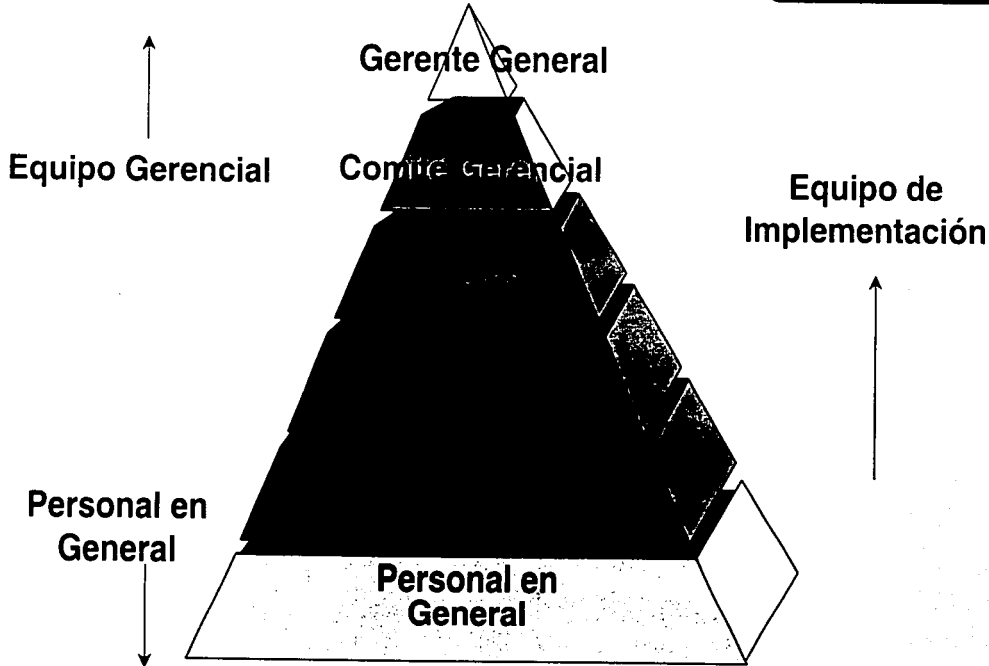 Gerente General
Equipo Gerencial
Comité Gerencial
Equipo de
Implementación
Personal en
General
Personal en
General